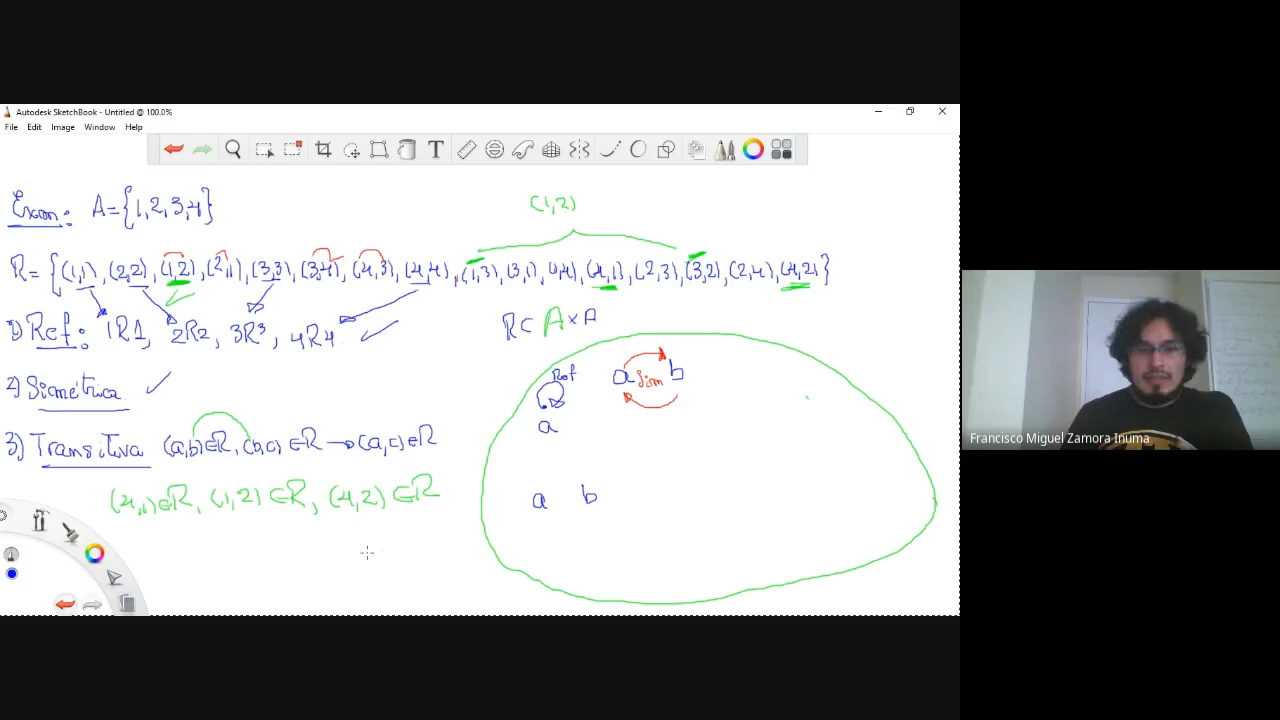 Autodesk SketchBook - Untitled @ 100.0%
File Edit Image Window Help
T
Exam: A={1,2,3,4}
(1,2)
R={(1,1), (2,2), (1,2), (2,1), (3,3), (3,4), (4,3), (4,4), (1,3), (3,1), (1,4), (4,1), (2,3), (3,2), (2,4), (4,2)}
1) Ref: 1R1, 2R2, 3R3, 4R4
R⊂ A×A
Ref
a Sim b
2) Simétrica
a
3) Transitiva (a,b)∈R, (b,c)∈R → (a,c)∈R
(4,1)∈R, (1,2)∈R, (4,2)∈R
a b
Francisco Miguel Zamora Inuma